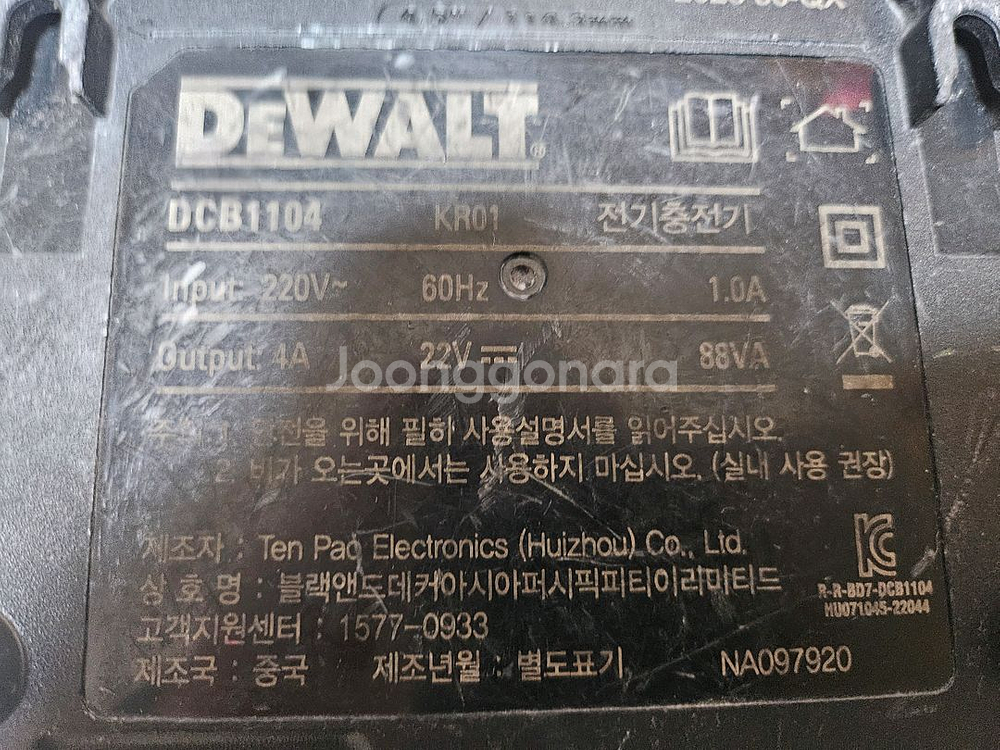 ( 4.5" / 118.3mm
DEWALT®
DCB1104 KR01 전기충전기
Input: 220V~ 60Hz 1.0A
Output: 4A 22V 88VA
Joonggonara
위해 필히 사용설명서를 읽어주십시오.
2. 비가 오는곳에서는 사용하지 마십시오. (실내 사용 권장)
제조자 : Ten Pao Electronics (Huizhou) Co., Ltd.
상 호 명 : 블랙앤드데커아시아퍼시픽피티이리미티드
R-R-BD7-DCB1104
HU071045-22044
고객지원센터 : 1577-0933
제조국 : 중국 제조년월 : 별도표기 NA097920